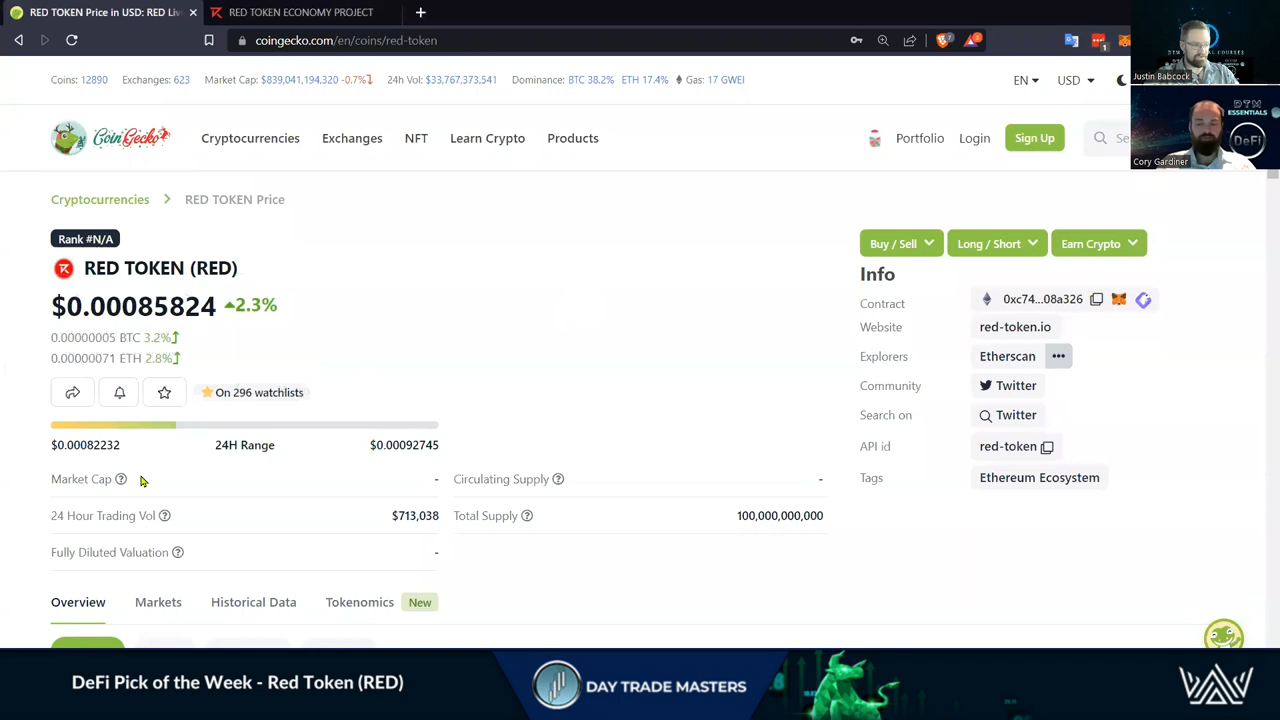 RED TOKEN Price in USD: RED Liv
RED TOKEN ECONOMY PROJECT
coingecko.com/en/coins/red-token
Coins: 12890 Exchanges: 623 Market Cap: $839,041,194,320 -0.7% 24h Vol: $33,767,373,541 Dominance: BTC 38.2% ETH 17.4% Gas: 17 GWEI
EN USD
CoinGecko Cryptocurrencies Exchanges NFT Learn Crypto Products Portfolio Login Sign Up Se
Justin Babcock
DTM
ESSENTIALS
DeFi
Cory Gardiner
Cryptocurrencies > RED TOKEN Price
Rank #N/A
RED TOKEN (RED)
$0.00085824 2.3%
0.00000005 BTC 3.2%
0.00000071 ETH 2.8%
On 296 watchlists
$0.00082232 24H Range $0.00092745
Market Cap -
24 Hour Trading Vol $713,038
Fully Diluted Valuation -
Circulating Supply -
Total Supply 100,000,000,000
Buy / Sell Long / Short Earn Crypto
Info
Contract 0xc74...08a326
Website red-token.io
Explorers Etherscan
Community Twitter
Search on Twitter
API id red-token
Tags Ethereum Ecosystem
Overview Markets Historical Data Tokenomics New
DeFi Pick of the Week - Red Token (RED)
DAY TRADE MASTERS